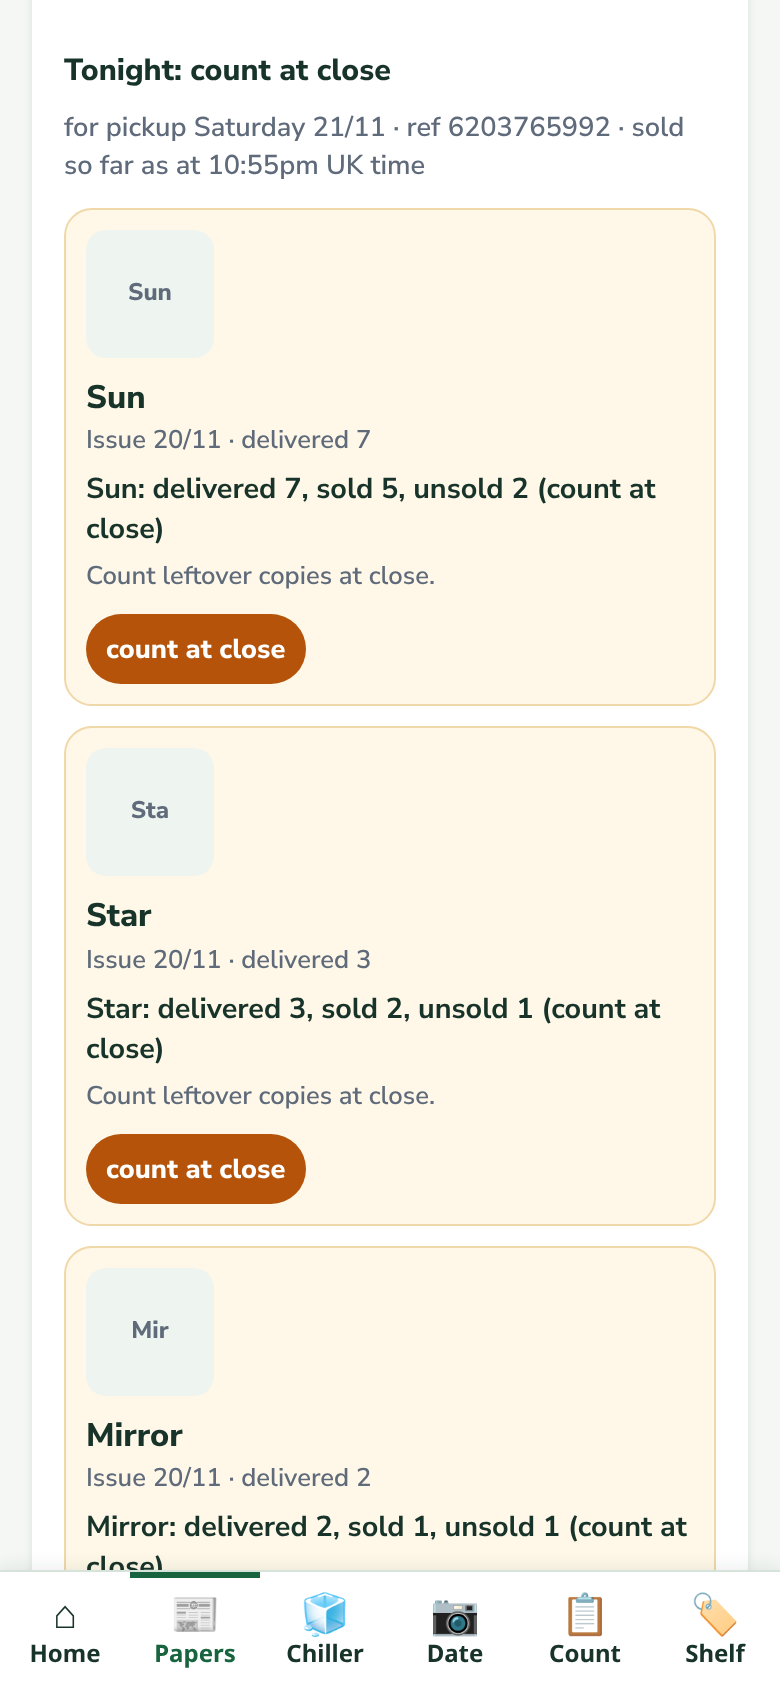 Tonight: count at close
for pickup Saturday 21/11 · ref 6203765992 · sold
so far as at 10:55pm UK time
Sun
Sun
Issue 20/11 · delivered 7
Sun: delivered 7, sold 5, unsold 2 (count at
close)
Count leftover copies at close.
count at close
Sta
Star
Issue 20/11 · delivered 3
Star: delivered 3, sold 2, unsold 1 (count at
close)
Count leftover copies at close.
count at close
Mir
Mirror
Issue 20/11 · delivered 2
Mirror: delivered 2, sold 1, unsold 1 (count at
close)
Home Papers Chiller Date Count Shelf